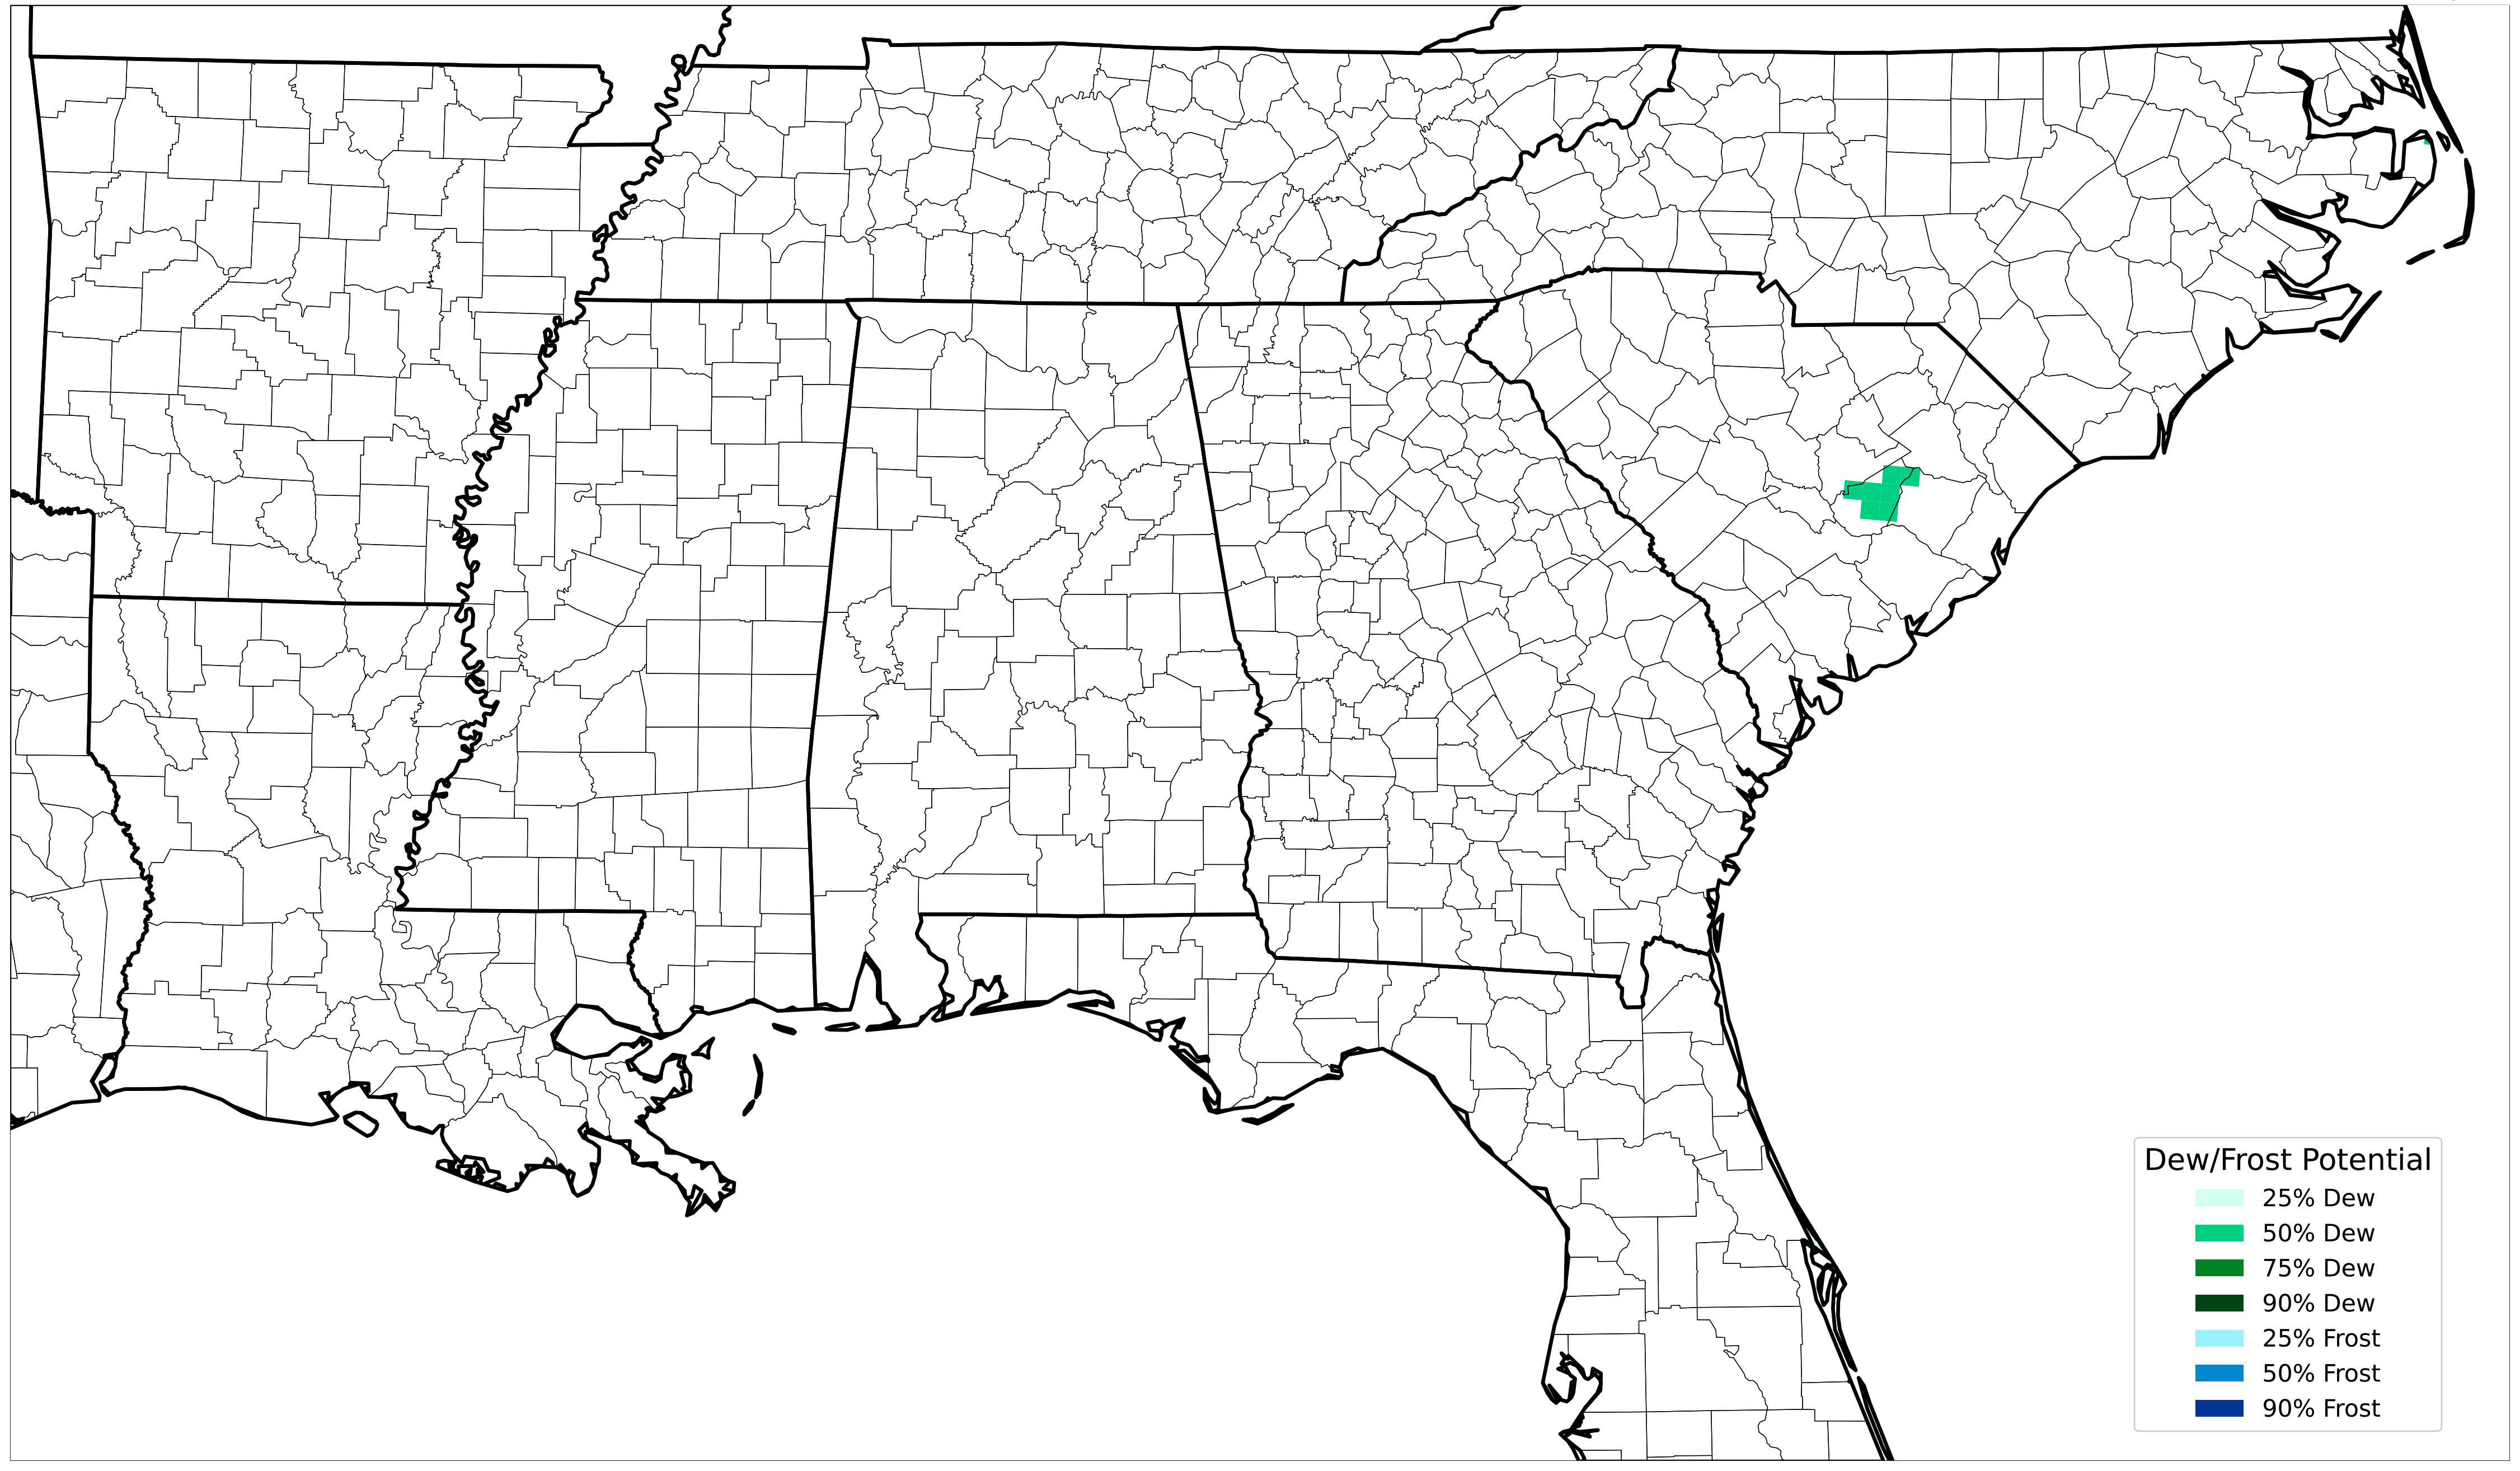 Dew/Frost Potential
25% Dew
50% Dew
75% Dew
90% Dew
25% Frost
50% Frost
90% Frost